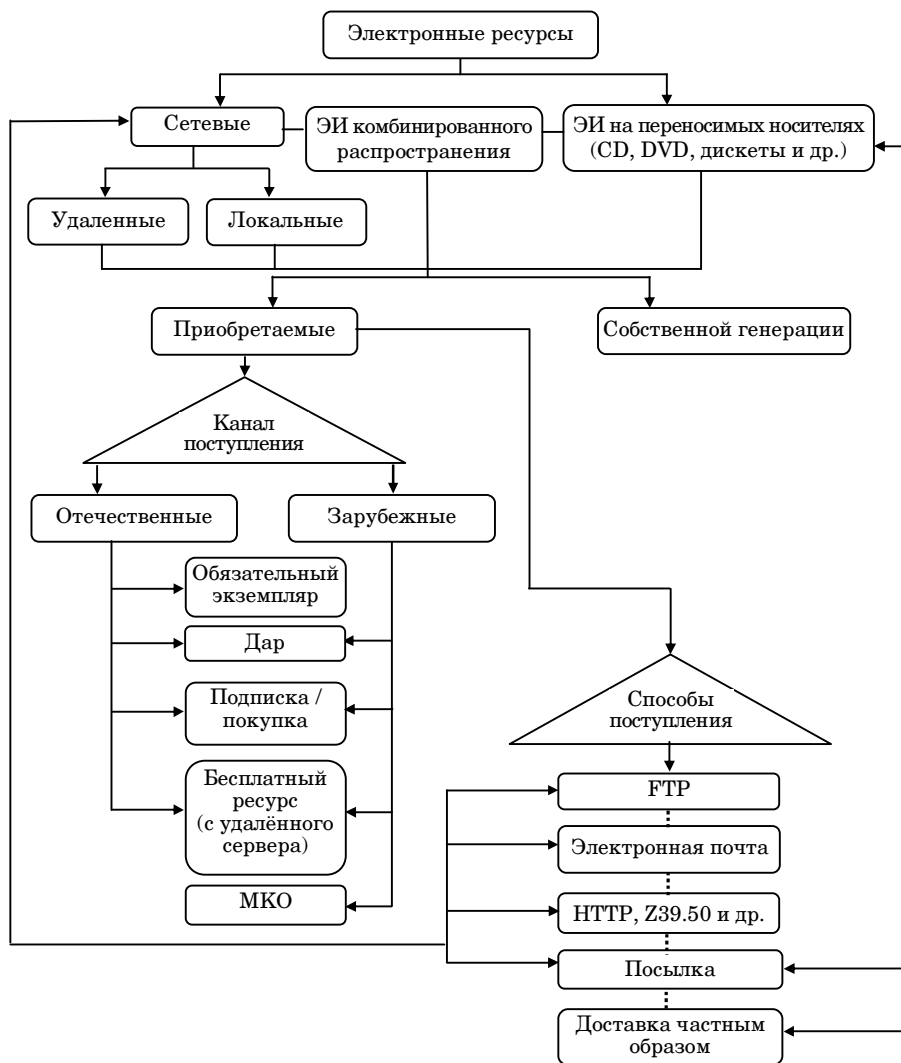 Электронные ресурсы
Сетевые
ЭИ комбинированного
распространения
ЭИ на переносимых носителях
(CD, DVD, дискеты и др.)
Удаленные
Локальные
Приобретаемые
Собственной генерации
Канал
поступления
Отечественные
Зарубежные
Обязательный
экземпляр
Дар
Подписка /
покупка
Бесплатный
ресурс
(с удалённого
сервера)
МКО
Способы
поступления
FTP
Электронная почта
HTTP, Z39.50 и др.
Посылка
Доставка частным
образом